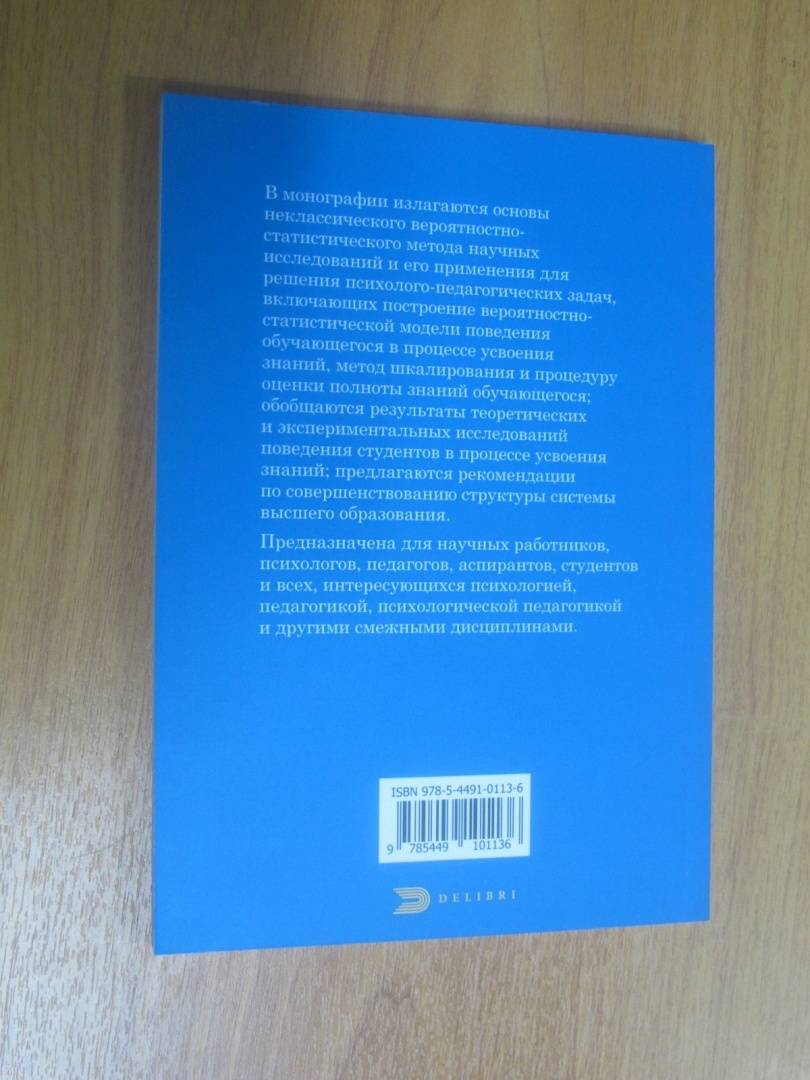 В монографии излагаются основы
неклассического вероятностно-
статистического метода научных
исследований и его применения для
решения психолого-педагогических задач,
включающих построение вероятностно-
статистической модели поведения
обучающегося в процессе усвоения
знаний, метод шкалирования и процедуру
оценки полноты знаний обучающегося;
обобщаются результаты теоретических
и экспериментальных исследований
поведения студентов в процессе усвоения
знаний; предлагаются рекомендации
по совершенствованию структуры системы
высшего образования.
Предназначена для научных работников,
психологов, педагогов, аспирантов, студентов
и всех, интересующихся психологией,
педагогикой, психологической педагогикой
и другими смежными дисциплинами.
ISBN 978-5-4491-0113-6
9 785449 101136
DELIBRI